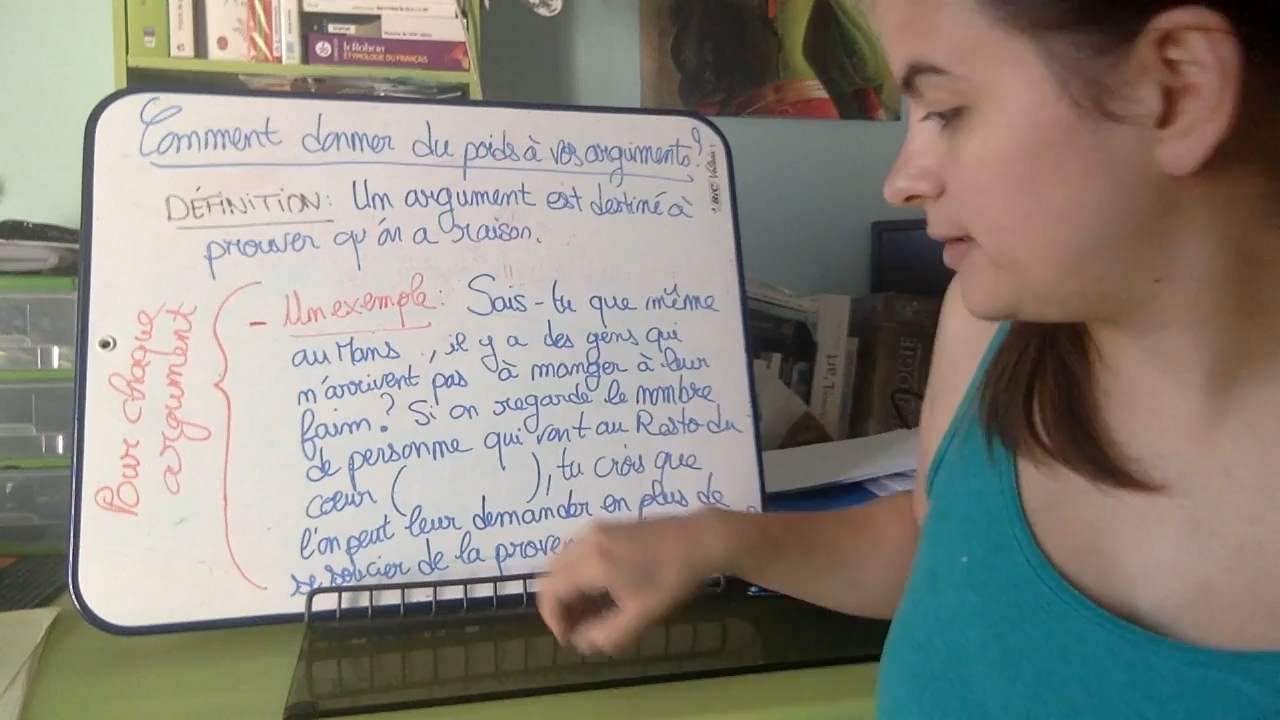 le Robert
ÉTYMOLOGIE DU FRANÇAIS
Comment donner du poids à vos arguments?
DÉFINITION: Un argument est destiné à
prouver qu'on a raison.
Pour chaque
argument
- Un exemple: Sais-tu que même
au Mans, il y a des gens qui
n'arrivent pas à manger à leur
faim? Si on regarde le nombre
de personne qui vont au Resto du
coeur ( ), tu crois que
l'on peut leur demander en plus de
se soucier de la
L'art